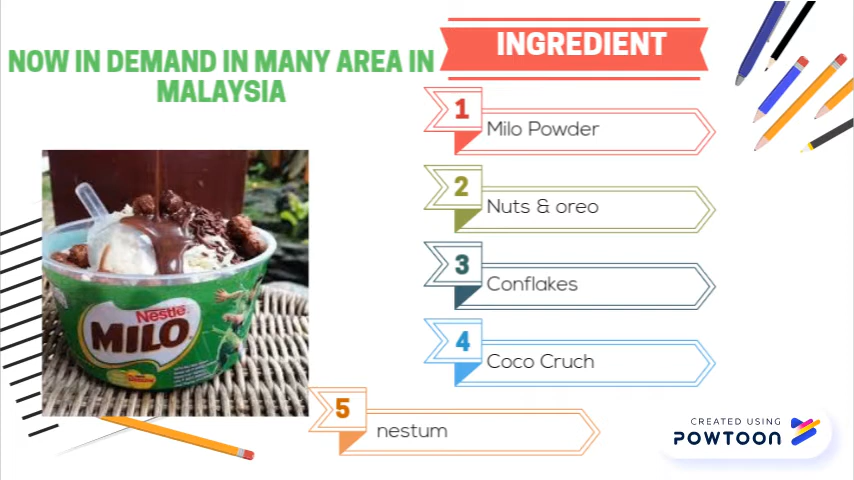 NOW IN DEMAND IN MANY AREA IN
MALAYSIA
Nestlé
MILO
INGREDIENT
1
Milo Powder
2
Nuts & oreo
3
Conflakes
4
Coco Cruch
5
nestum
CREATED USING
POWTOON